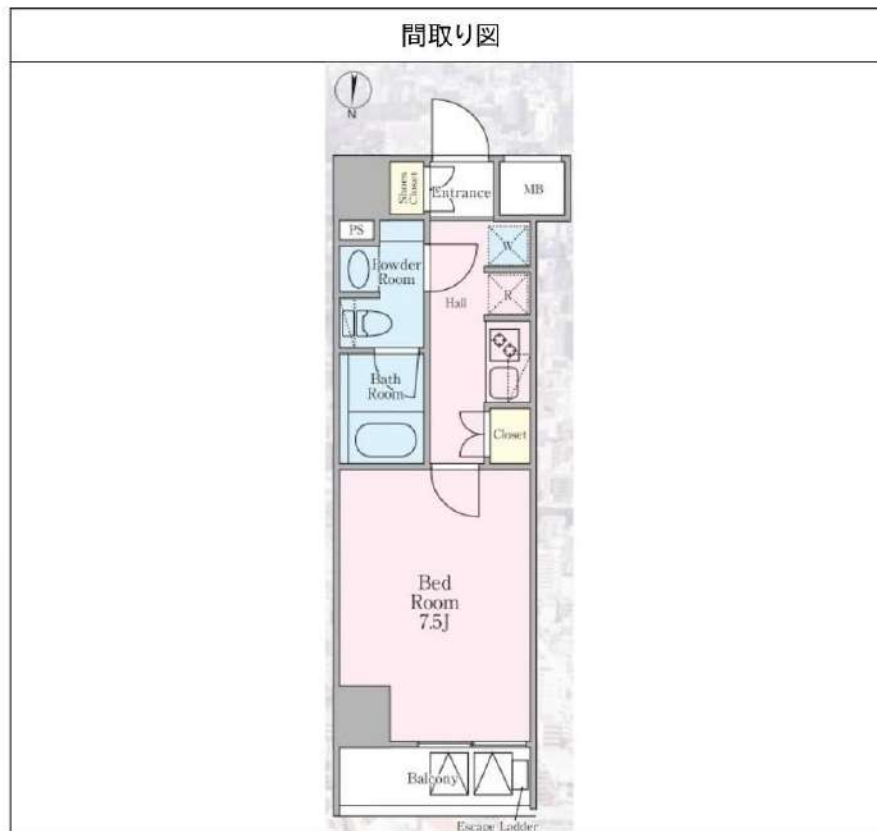 間取り図
N
Shoes
Closet
Entrance
MB
PS
W
Powder
Room
R
Hall
Bath
Room
Closet
Bed
Room
7.5J
Balcony
Escape Ladder